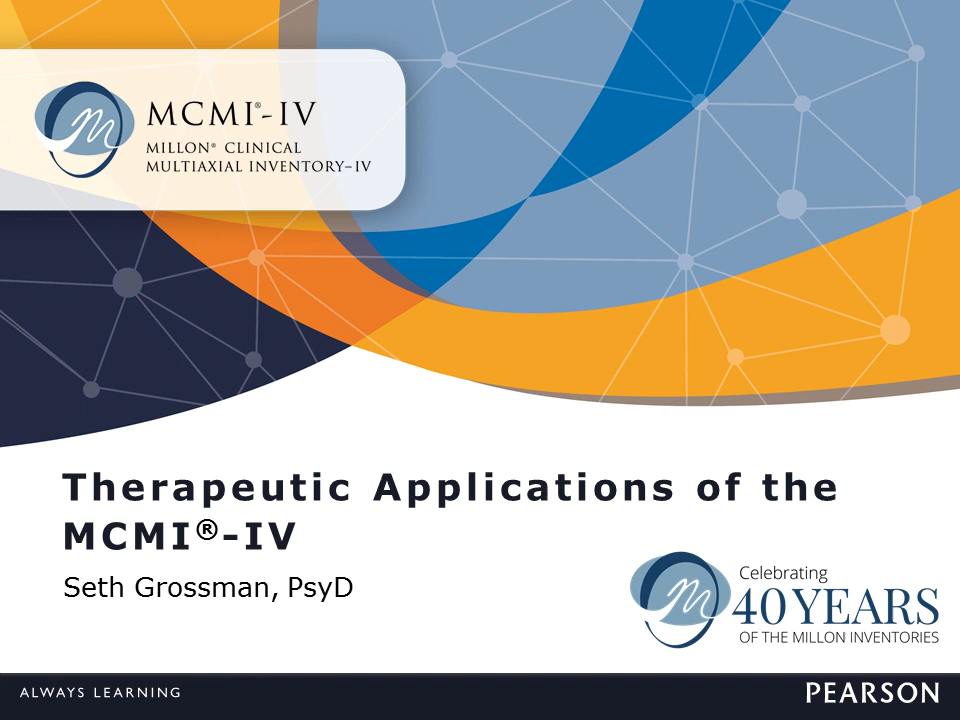 MCMI®-IV
MILLON® CLINICAL
MULTIAXIAL INVENTORY–IV
Therapeutic Applications of the
MCMI®-IV
Seth Grossman, PsyD
Celebrating
40 YEARS
OF THE MILLON INVENTORIES
ALWAYS LEARNING
PEARSON